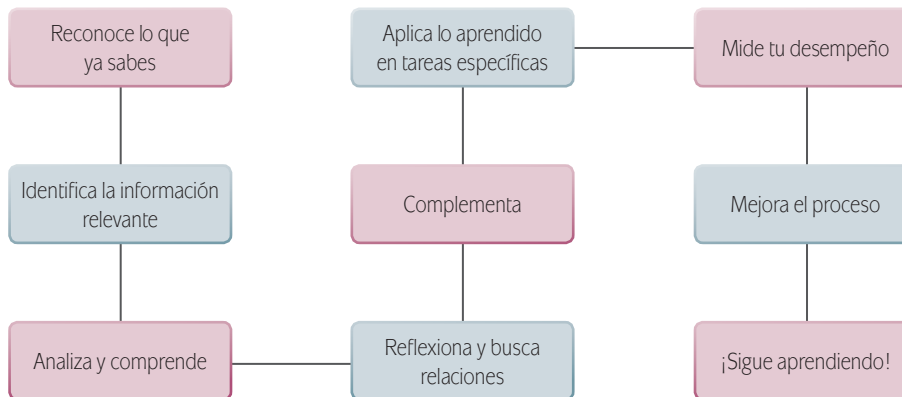 Reconoce lo que
ya sabes
Identifica la información
relevante
Analiza y comprende
Reflexiona y busca
relaciones
Complementa
Aplica lo aprendido
en tareas específicas
Mide tu desempeño
Mejora el proceso
¡Sigue aprendiendo!